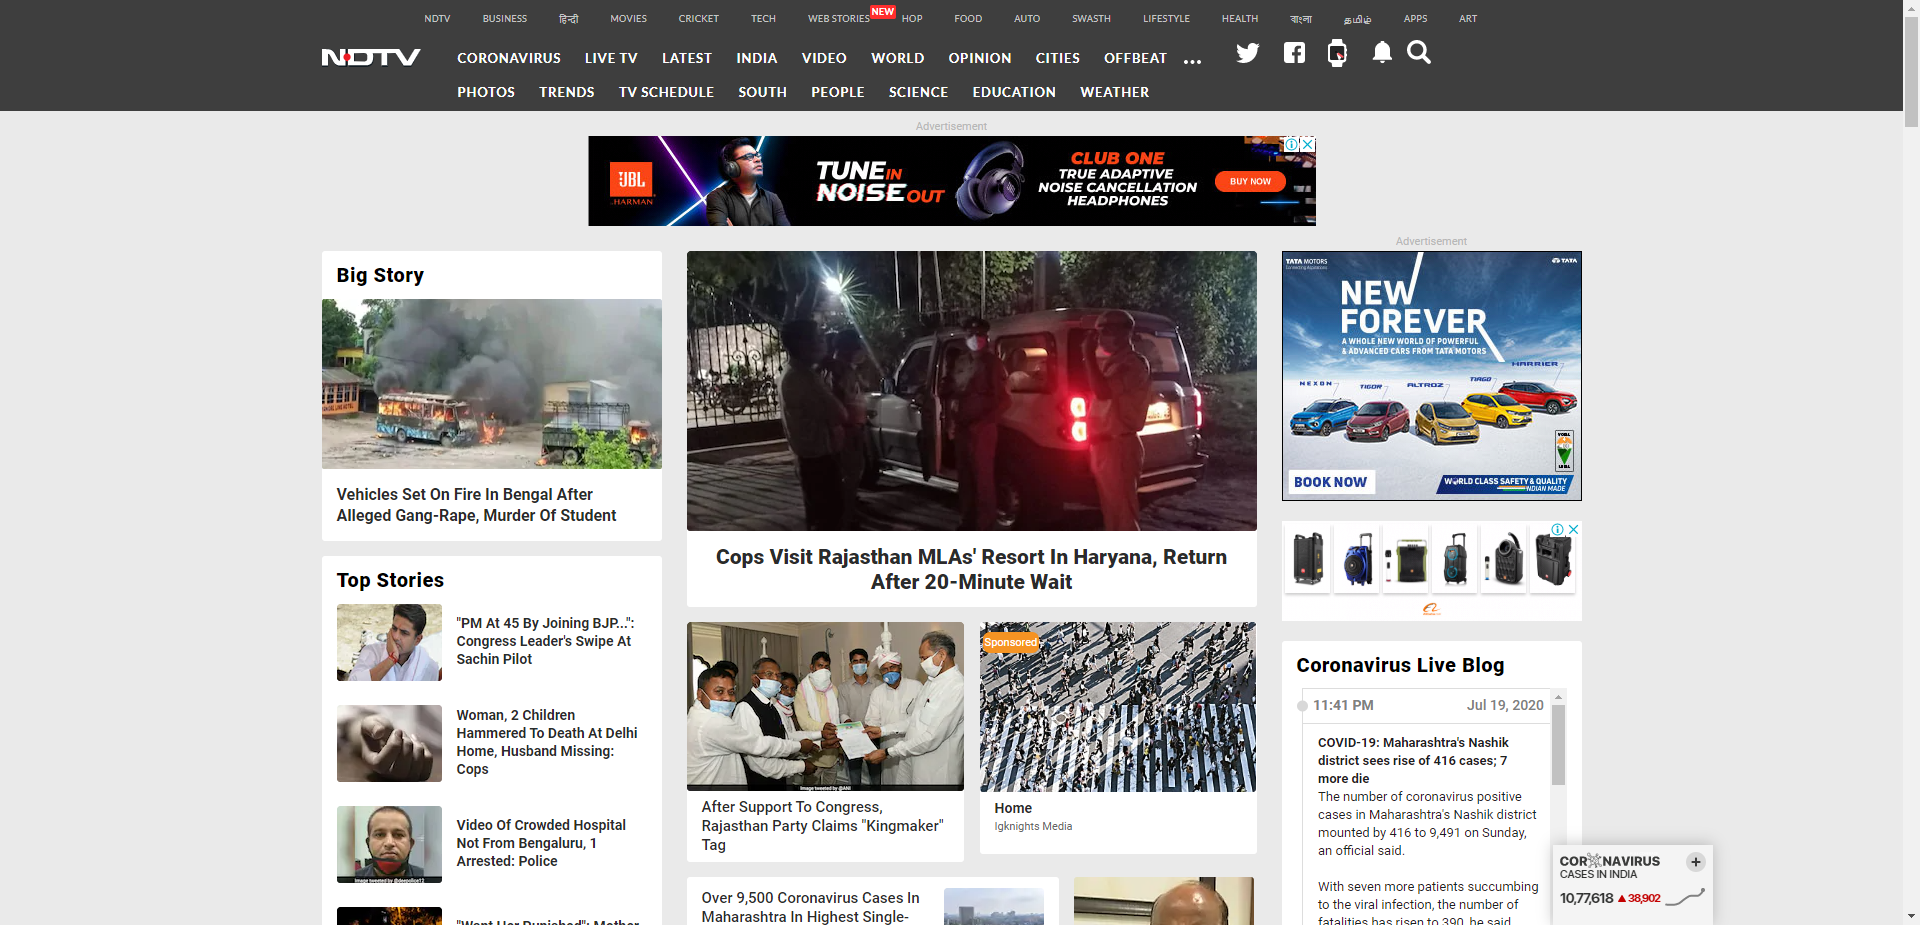 NDTV
BUSINESS
हिन्दी
MOVIES
CRICKET
TECH
WEB STORIES
NEW
HOP
FOOD
AUTO
SWASTH
LIFESTYLE
HEALTH
বাংলা
தமிழ்
APPS
ART
NDTV
CORONAVIRUS
LIVE TV
LATEST
INDIA
VIDEO
WORLD
OPINION
CITIES
OFFBEAT
...
PHOTOS
TRENDS
TV SCHEDULE
SOUTH
PEOPLE
SCIENCE
EDUCATION
WEATHER
Advertisement
JBL
HARMAN
TUNE IN
NOISE OUT
CLUB ONE
TRUE ADAPTIVE
NOISE CANCELLATION
HEADPHONES
BUY NOW
Big Story
Vehicles Set On Fire In Bengal After
Alleged Gang-Rape, Murder Of Student
Top Stories
"PM At 45 By Joining BJP...":
Congress Leader's Swipe At
Sachin Pilot
Woman, 2 Children
Hammered To Death At Delhi
Home, Husband Missing:
Cops
Video Of Crowded Hospital
Not From Bengaluru, 1
Arrested: Police
Image tweeted by @deepolice12
"Want Her Punished": Mother
Cops Visit Rajasthan MLAs' Resort In Haryana, Return
After 20-Minute Wait
Image tweeted by @ANI
After Support To Congress,
Rajasthan Party Claims "Kingmaker"
Tag
Sponsored
Home
Igknights Media
Over 9,500 Coronavirus Cases In
Maharashtra In Highest Single-
Advertisement
TATA MOTORS
Connecting Aspirations
TATA
NEW
FOREVER
A WHOLE NEW WORLD OF POWERFUL
& ADVANCED CARS FROM TATA MOTORS
NEXON
TIGOR
ALTROZ
TIAGO
HARRIER
BOOK NOW
WORLD CLASS SAFETY & QUALITY
INDIAN MADE
Coronavirus Live Blog
11:41 PM
Jul 19, 2020
COVID-19: Maharashtra's Nashik
district sees rise of 416 cases; 7
more die
The number of coronavirus positive
cases in Maharashtra's Nashik district
mounted by 416 to 9,491 on Sunday,
an official said.
With seven more patients succumbing
to the viral infection, the number of
fatalities has risen to 390, he said
CORONAVIRUS
CASES IN INDIA
10,77,618 ▲38,902